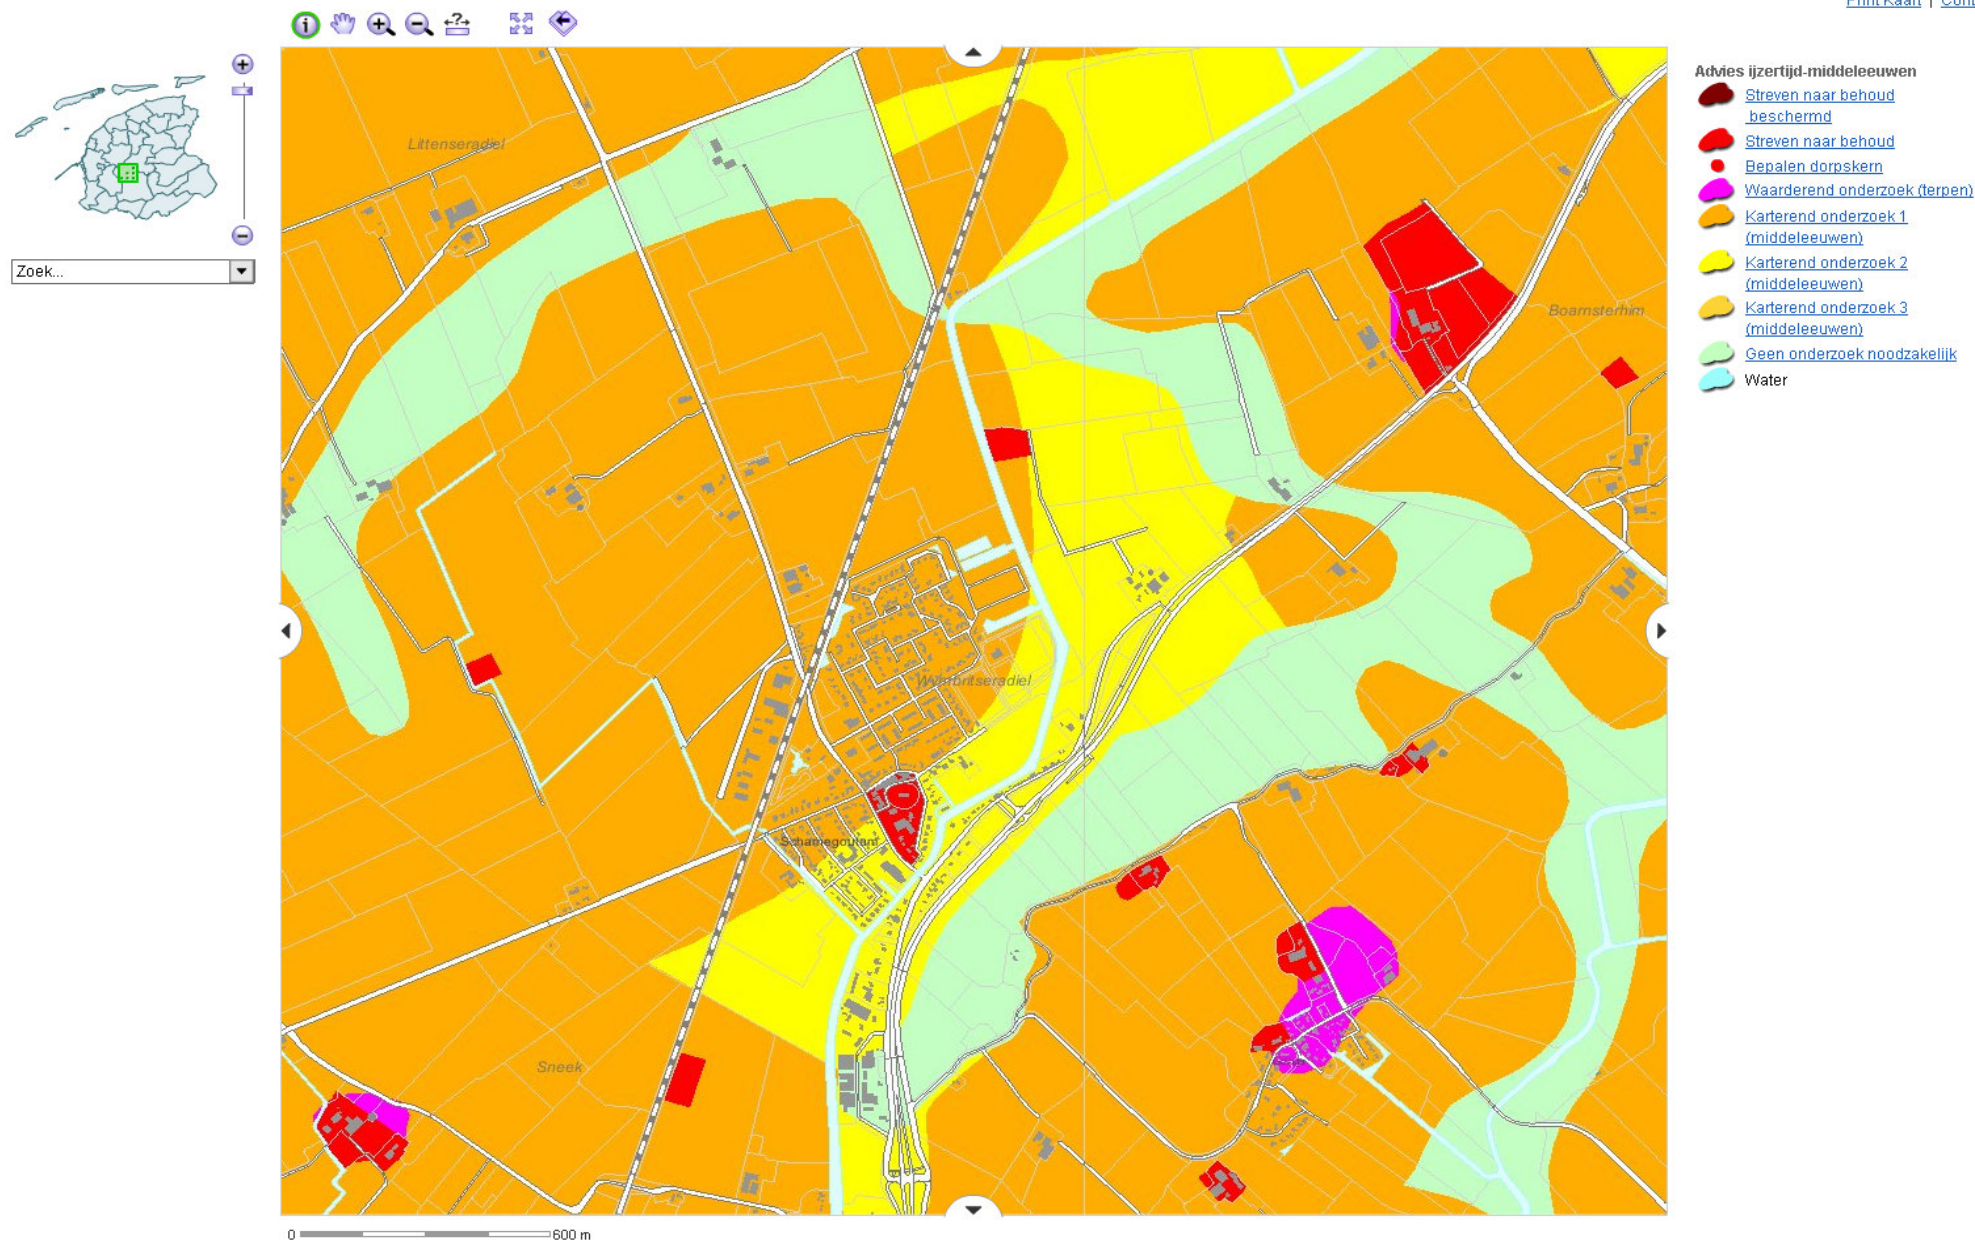 Print Kaart | Cont
Zoek...
Littenseradiel
Boarnsterhim
Wymbritseradiel
Scharnegoutum
Sneek
0 600 m
Advies ijzertijd-middeleeuwen
Streven naar behoud
beschermd
Streven naar behoud
Bepalen dorpskern
Waarderend onderzoek (terpen)
Karterend onderzoek 1
(middeleeuwen)
Karterend onderzoek 2
(middeleeuwen)
Karterend onderzoek 3
(middeleeuwen)
Geen onderzoek noodzakelijk
Water